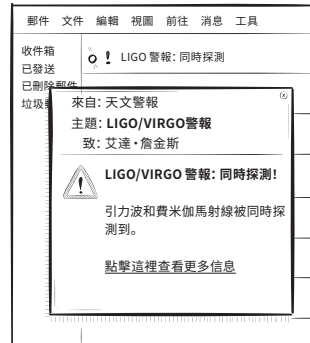 郵件 文件 編輯 視圖 前往 消息 工具
收件箱
已發送
已刪除郵件
垃圾
LIGO 警報: 同時探測
來自: 天文警報
主題: LIGO/VIRGO警報
致: 艾達·詹金斯
LIGO/VIRGO 警報: 同時探測!
引力波和費米伽馬射線被同時探
測到。
點擊這裡查看更多信息